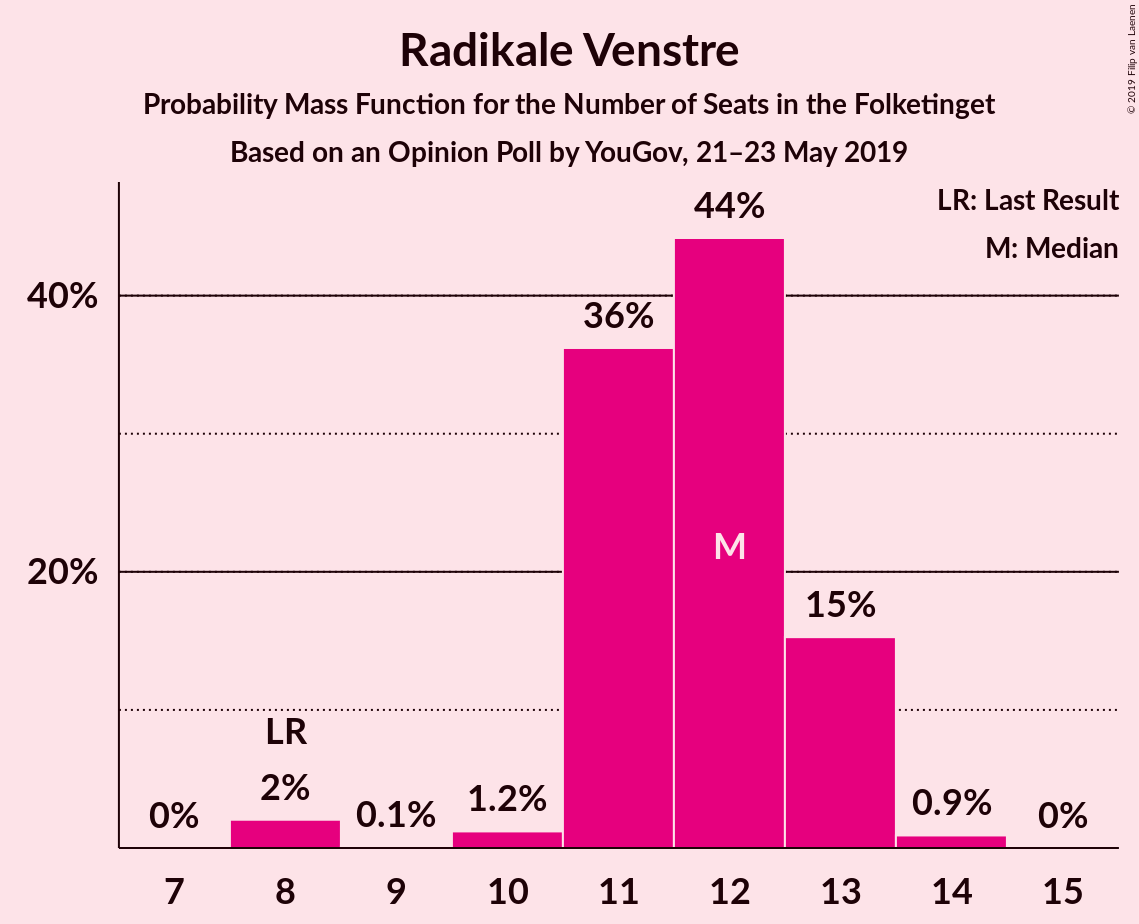 Radikale Venstre
Probability Mass Function for the Number of Seats in the Folketinget
Based on an Opinion Poll by YouGov, 21–23 May 2019
© 2019 Filip van Laenen
LR: Last Result
M: Median
40%
20%
0%
LR
2%
0.1%
1.2%
36%
44%
M
15%
0.9%
0%
7 8 9 10 11 12 13 14 15